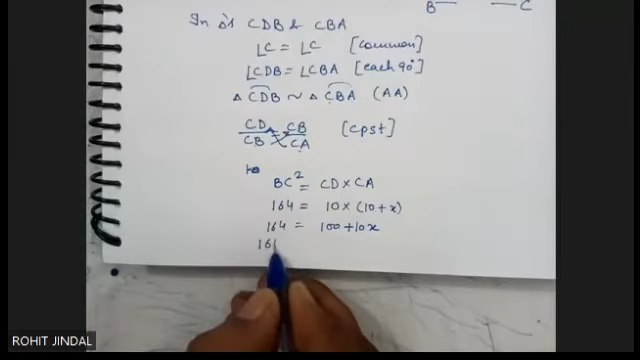 B C
In Δ's CDB & CBA
∠C = ∠C [common]
∠CDB = ∠CBA [each 90°]
Δ CDB ~ Δ CBA (AA)
CD/CB = CB/CA [cpst]
BC² = CD × CA
164 = 10 × (10 + x)
164 = 100 + 10x
16
ROHIT JINDAL